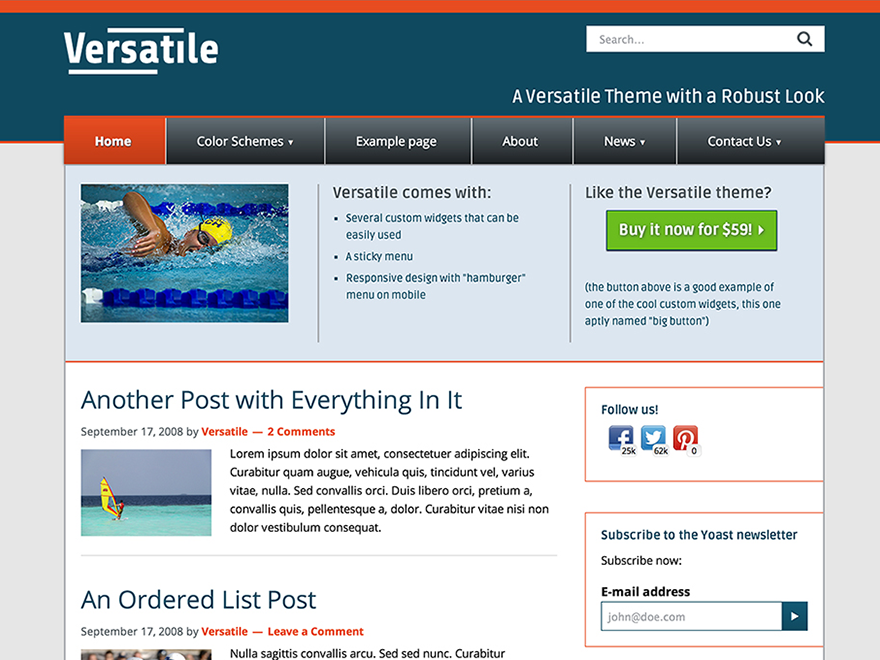 Versatile
Search...
A Versatile Theme with a Robust Look
Home
Color Schemes ▾
Example page
About
News ▾
Contact Us ▾
Versatile comes with:
▪ Several custom widgets that can be
easily used
▪ A sticky menu
▪ Responsive design with "hamburger"
menu on mobile
Like the Versatile theme?
Buy it now for $59!
(the button above is a good example of
one of the cool custom widgets, this one
aptly named "big button")
Another Post with Everything In It
September 17, 2008 by Versatile — 2 Comments
Lorem ipsum dolor sit amet, consectetuer adipiscing elit.
Curabitur quam augue, vehicula quis, tincidunt vel, varius
vitae, nulla. Sed convallis orci. Duis libero orci, pretium a,
convallis quis, pellentesque a, dolor. Curabitur vitae nisi non
dolor vestibulum consequat.
An Ordered List Post
September 17, 2008 by Versatile — Leave a Comment
Nulla sagittis convallis arcu. Sed sed nunc. Curabitur
Follow us!
25k
62k
0
Subscribe to the Yoast newsletter
Subscribe now:
E-mail address
john@doe.com